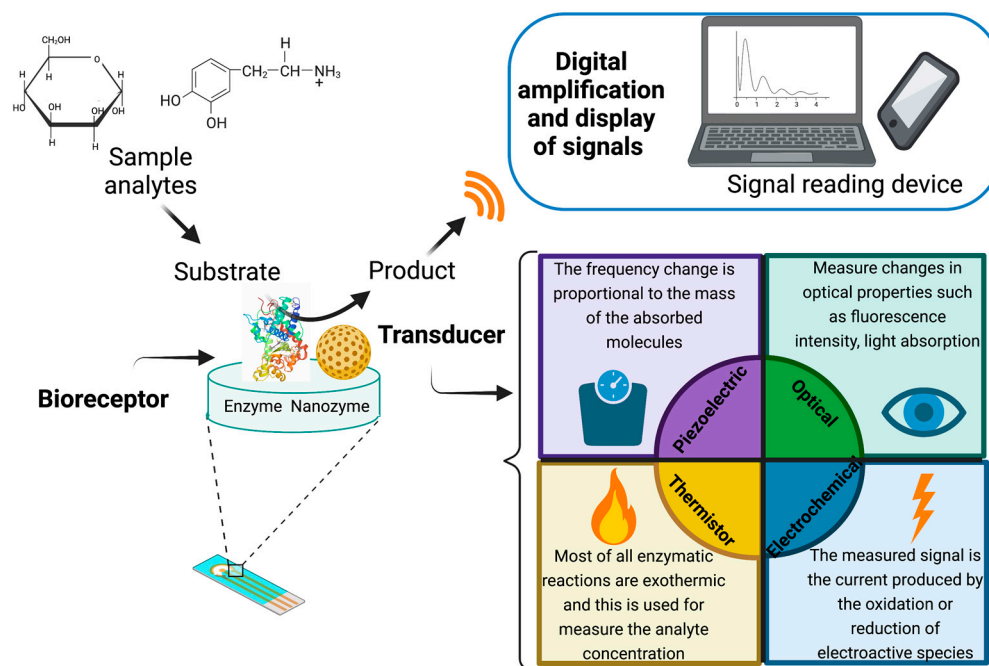 CH₂OH
O
H
H
H
HO
OH
OH
OH
H
H
H
CH₂
CH
NH₃
+
HO
OH
Sample
analytes
Digital
amplification
and display
of signals
0 1 2 3 4
Signal reading device
Substrate
Product
Transducer
Bioreceptor
Enzyme Nanozyme
The frequency change is
proportional to the mass
of the absorbed
molecules
Measure changes in
optical properties such
as fluorescence
intensity, light absorption
Piezoelectric
Optical
Thermistor
Electrochemical
Most of all enzymatic
reactions are exothermic
and this is used for
measure the analyte
concentration
The measured signal is
the current produced by
the oxidation or
reduction of
electroactive species